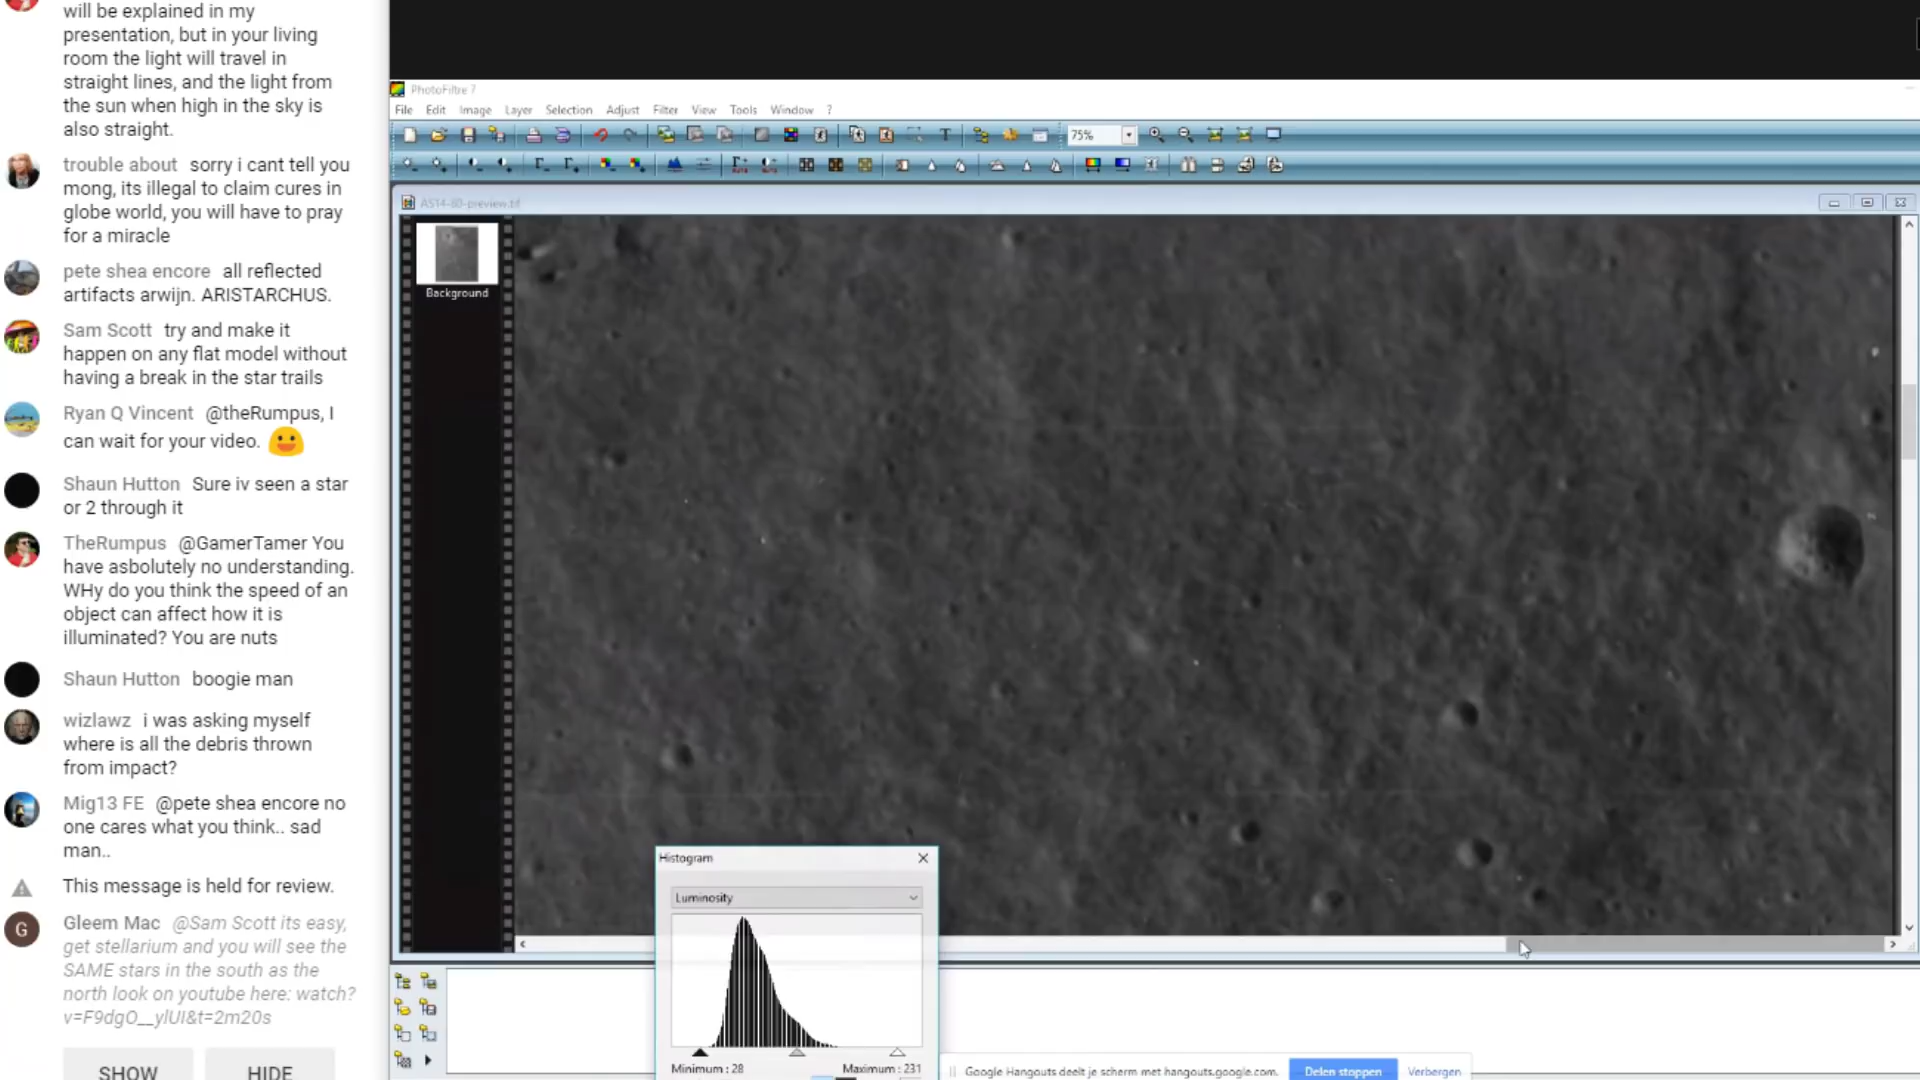 will be explained in my
presentation, but in your living
room the light will travel in
straight lines, and the light from
the sun when high in the sky is
also straight.
trouble about sorry i cant tell you
mong, its illegal to claim cures in
globe world, you will have to pray
for a miracle
pete shea encore all reflected
artifacts arwijn. ARISTARCHUS.
Sam Scott try and make it
happen on any flat model without
having a break in the star trails
Ryan Q Vincent @theRumpus, I
can wait for your video.
Shaun Hutton Sure iv seen a star
or 2 through it
TheRumpus @GamerTamer You
have asbolutely no understanding.
WHy do you think the speed of an
object can affect how it is
illuminated? You are nuts
Shaun Hutton boogie man
wizlawz i was asking myself
where is all the debris thrown
from impact?
Mig13 FE @pete shea encore no
one cares what you think.. sad
man..
This message is held for review.
G
Gleem Mac @Sam Scott its easy,
get stellarium and you will see the
SAME stars in the south as the
north look on youtube here: watch?
v=F9dgO__ylUI&t=2m20s
SHOW HIDE
PhotoFiltre 7
File Edit Image Layer Selection Adjust Filter View Tools Window ?
75%
AST4-60-preview.tif
Background
Histogram
Luminosity
Minimum : 28 Maximum : 231
Google Hangouts deelt je scherm met hangouts.google.com. Delen stoppen Verbergen